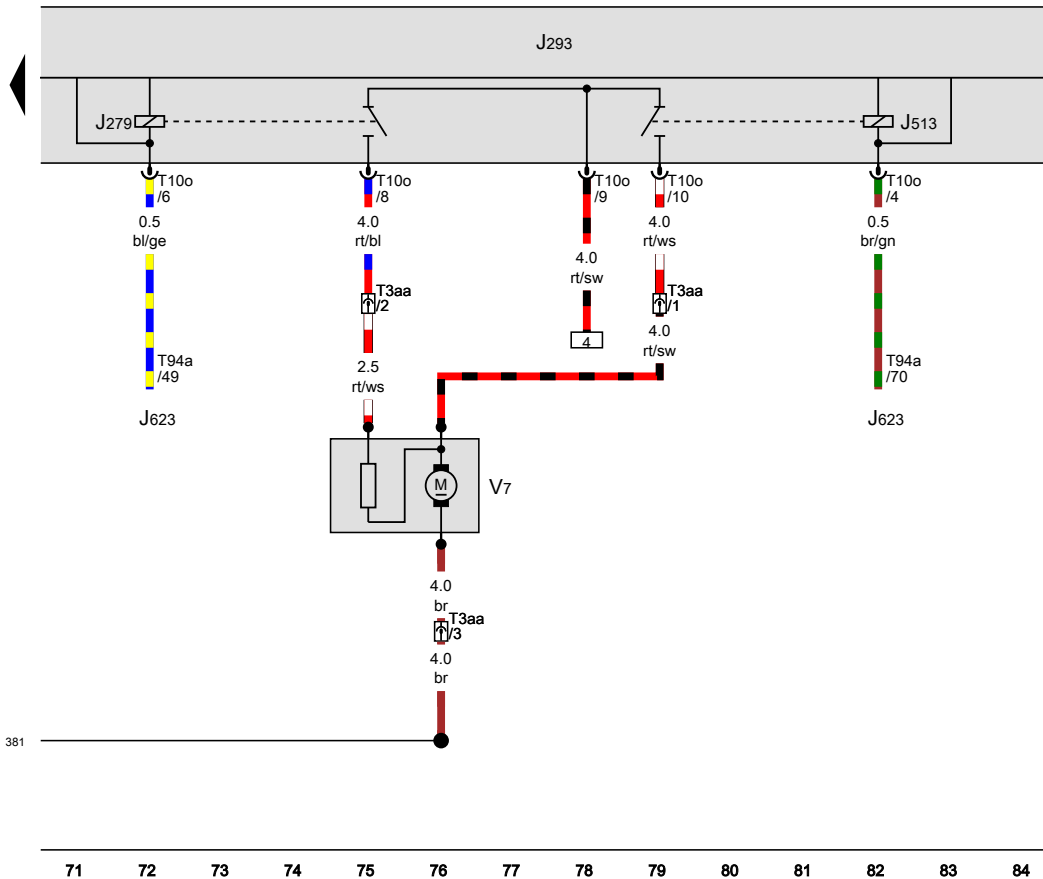 J293
J279
J513
T10o
/6
T10o
/8
T10o
/9
T10o
/10
T10o
/4
0.5
bl/ge
4.0
rt/bl
4.0
rt/sw
4.0
rt/ws
0.5
br/gn
T3aa
/2
T3aa
/1
4
4.0
rt/sw
2.5
rt/ws
T94a
/49
T94a
/70
J623
J623
M
V7
4.0
br
T3aa
/3
4.0
br
381
71 72 73 74 75 76 77 78 79 80 81 82 83 84